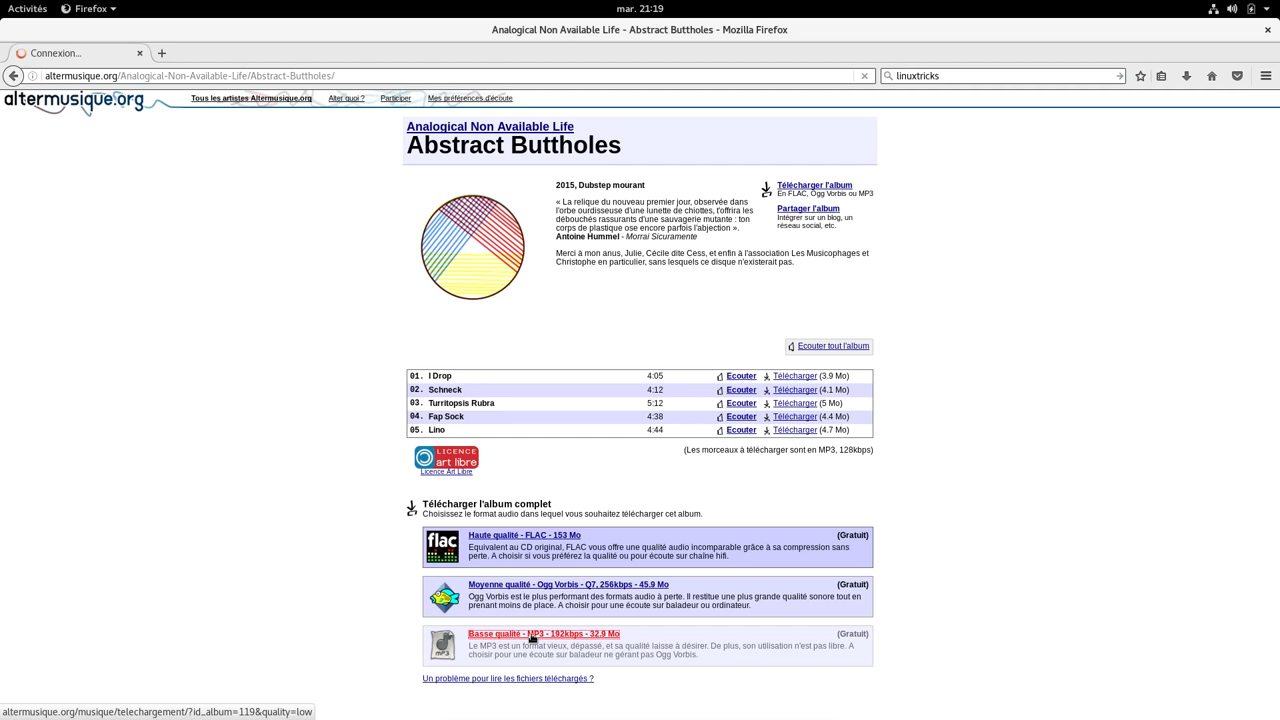 Activités Firefox mar. 21:19
Analogical Non Available Life - Abstract Buttholes - Mozilla Firefox
Connexion...
altermusique.org/Analogical-Non-Available-Life/Abstract-Buttholes/ linuxtricks
altermusique.org Tous les artistes Altermusique.org Alter quoi ? Participer Mes préférences d'écoute
Analogical Non Available Life
Abstract Buttholes
2015, Dubstep mourant
« La relique du nouveau premier jour, observée dans
l'orbe ourdisseuse d'une lunette de chiottes, t'offrira les
débouchés rassurants d'une sauvagerie mutante : ton
corps de plastique ose encore parfois l'abjection ».
Antoine Hummel - Morrai Sicuramente
Merci à mon anus, Julie, Cécile dite Cess, et enfin à l'association Les Musicophages et
Christophe en particulier, sans lesquels ce disque n'existerait pas.
Télécharger l'album
En FLAC, Ogg Vorbis ou MP3
Partager l'album
Intégrer sur un blog, un
réseau social, etc.
Ecouter tout l'album
01. I Drop 4:05 Ecouter Télécharger (3.9 Mo)
02. Schneck 4:12 Ecouter Télécharger (4.1 Mo)
03. Turritopsis Rubra 5:12 Ecouter Télécharger (5 Mo)
04. Fap Sock 4:38 Ecouter Télécharger (4.4 Mo)
05. Lino 4:44 Ecouter Télécharger (4.7 Mo)
LICENCE
art libre
Licence Art Libre
(Les morceaux à télécharger sont en MP3, 128kbps)
Télécharger l'album complet
Choisissez le format audio dans lequel vous souhaitez télécharger cet album.
flac
Haute qualité - FLAC - 153 Mo (Gratuit)
Equivalent au CD original, FLAC vous offre une qualité audio incomparable grâce à sa compression sans
perte. A choisir si vous préférez la qualité ou pour écoute sur chaîne hifi.
Moyenne qualité - Ogg Vorbis - Q7, 256kbps - 45.9 Mo (Gratuit)
Ogg Vorbis est le plus performant des formats audio à perte. Il restitue une plus grande qualité sonore tout en
prenant moins de place. A choisir pour une écoute sur baladeur ou ordinateur.
MP3
Basse qualité - MP3 - 192kbps - 32.9 Mo (Gratuit)
Le MP3 est un format vieux, dépassé, et sa qualité laisse à désirer. De plus, son utilisation n'est pas libre. A
choisir pour une écoute sur baladeur ne gérant pas Ogg Vorbis.
Un problème pour lire les fichiers téléchargés ?
altermusique.org/musique/telechargement/?id_album=119&quality=low